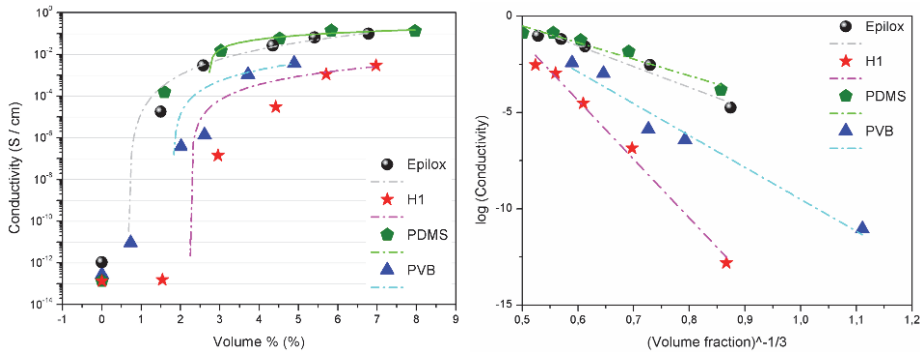 Conductivity (S / cm)
10^2
10^0
10^-2
10^-4
10^-6
10^-8
10^-10
10^-12
10^-14
-1 0 1 2 3 4 5 6 7 8 9
Volume % (%)
Epilox
H1
PDMS
PVB
log (Conductivity)
0
-5
-10
-15
0,5 0,6 0,7 0,8 0,9 1,0 1,1 1,2
(Volume fraction)^-1/3
Epilox
H1
PDMS
PVB